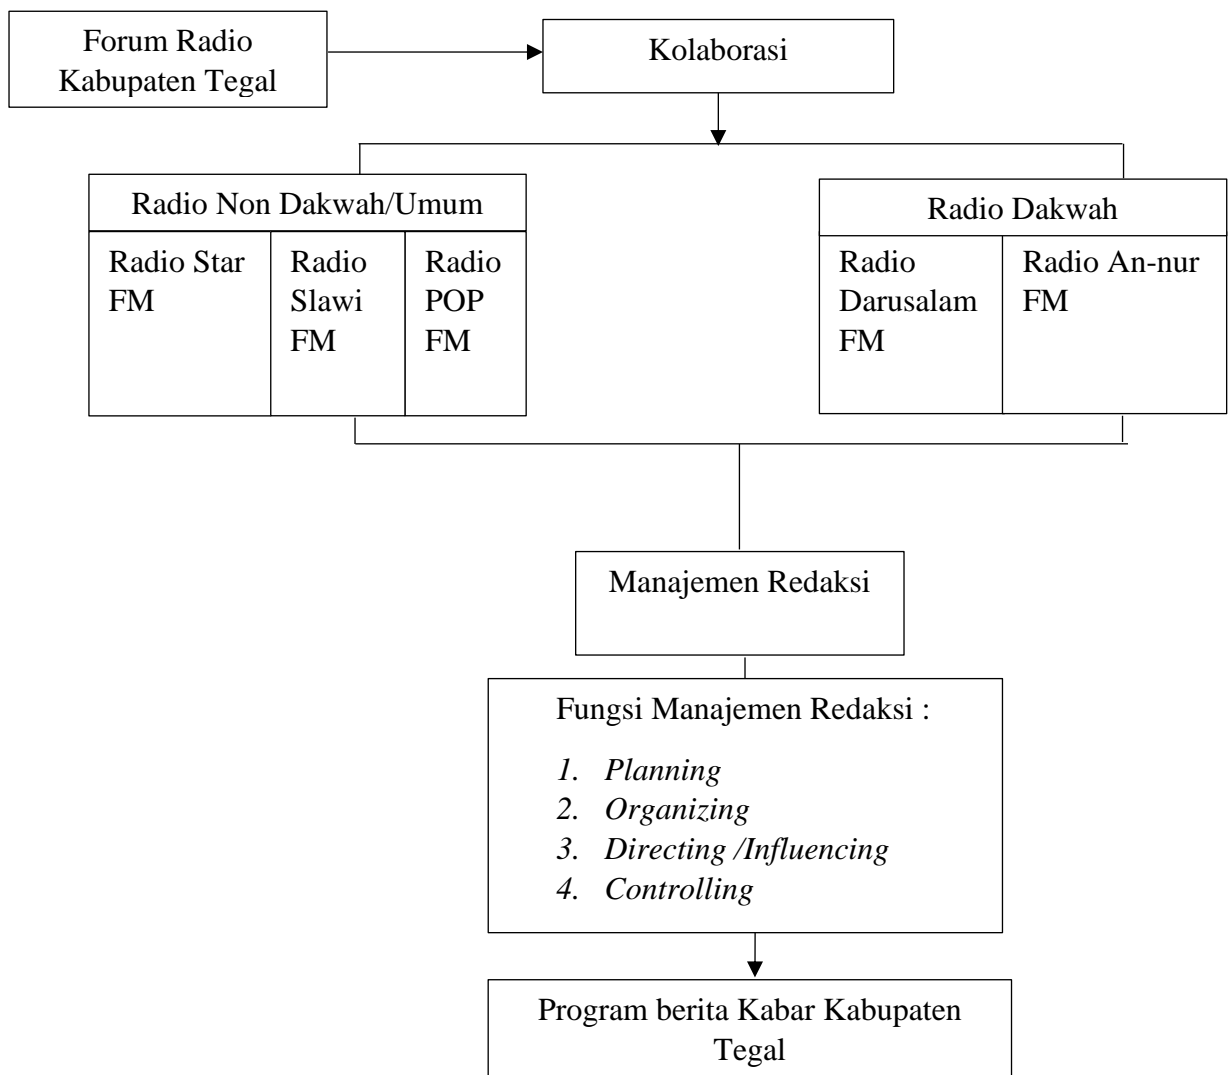 Forum Radio
Kabupaten Tegal
Kolaborasi
Radio Non Dakwah/Umum
Radio Star
FM
Radio
Slawi
FM
Radio
POP
FM
Radio Dakwah
Radio
Darusalam
FM
Radio An-nur
FM
Manajemen Redaksi
Fungsi Manajemen Redaksi :
1. Planning
2. Organizing
3. Directing /Influencing
4. Controlling
Program berita Kabar Kabupaten
Tegal